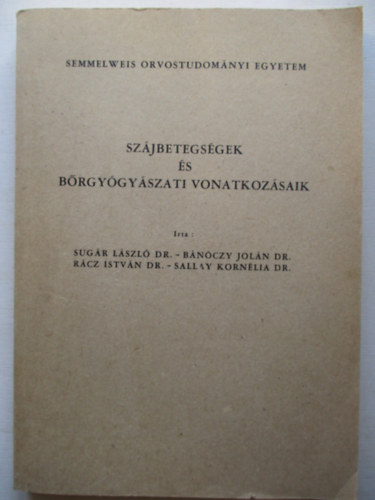 SEMMELWEIS ORVOSTUDOMÁNYI EGYETEM
SZÁJBETEGSÉGEK
ÉS
BŐRGYÓGYÁSZATI VONATKOZÁSAIK
Írta :
SUGÁR LÁSZLÓ DR. – BÁNÓCZY JOLÁN DR.
RÁCZ ISTVÁN DR. – SALLAY KORNÉLIA DR.